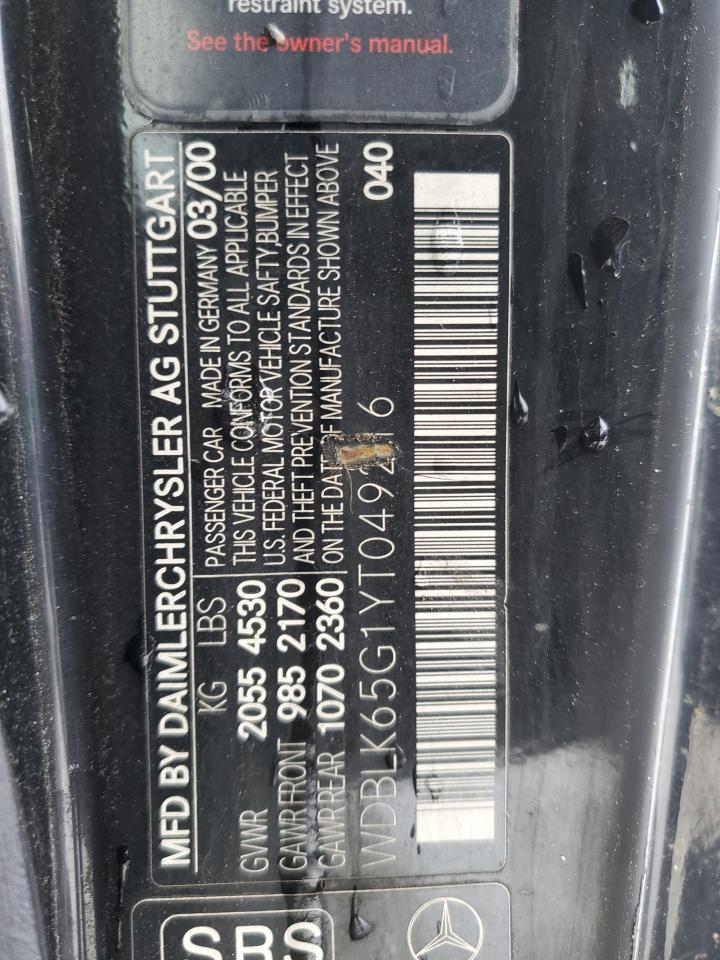 restraint system.
See the owner's manual.
MFD BY DAIMLERCHRYSLER AG STUTTGART
KG LBS
GVWR 2055 4530
GAWR FRONT 985 2170
GAWR REAR 1070 2360
PASSENGER CAR MADE IN GERMANY 03/00
THIS VEHICLE CONFORMS TO ALL APPLICABLE
U.S. FEDERAL MOTOR VEHICLE SAFTY,BUMPER
AND THEFT PREVENTION STANDARDS IN EFFECT
ON THE DATE OF MANUFACTURE SHOWN ABOVE
WDBLK65G1YT049216
040
SBS